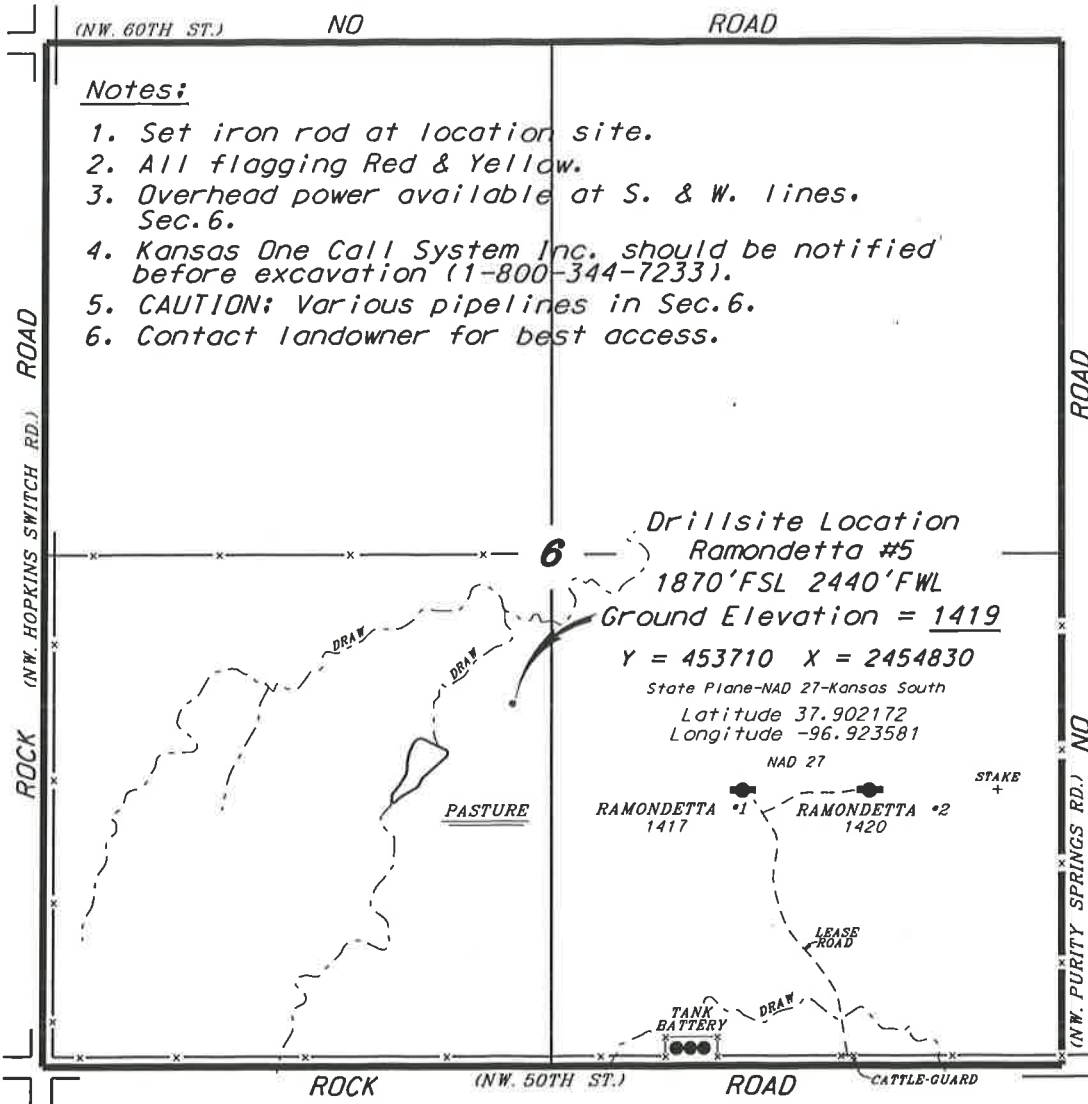 (NW. 60TH ST.) NO ROAD
Notes:
1. Set iron rod at location site.
2. All flagging Red & Yellow.
3. Overhead power available at S. & W. lines.
Sec.6.
4. Kansas One Call System Inc. should be notified
before excavation (1-800-344-7233).
5. CAUTION: Various pipelines in Sec.6.
6. Contact landowner for best access.
ROCK (NW. HOPKINS SWITCH RD.) ROAD
ROAD
6
Drillsite Location
Ramondetta #5
1870'FSL 2440'FWL
Ground Elevation = 1419
Y = 453710 X = 2454830
State Plane-NAD 27-Kansas South
Latitude 37.902172
Longitude -96.923581
NAD 27
DRAW
DRAW
PASTURE
RAMONDETTA •1
1417
RAMONDETTA •2
1420
STAKE
+
(NW. PURITY SPRINGS RD.) NO
LEASE
ROAD
TANK
BATTERY
DRAW
ROCK (NW. 50TH ST.) ROAD
CATTLE-GUARD